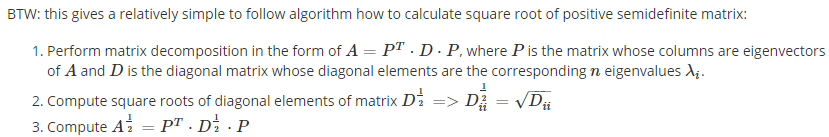 BTW: this gives a relatively simple to follow algorithm how to calculate square root of positive semidefinite matrix:
1. Perform matrix decomposition in the form of $A = P^T \cdot D \cdot P$, where $P$ is the matrix whose columns are eigenvectors
of $A$ and $D$ is the diagonal matrix whose diagonal elements are the corresponding $n$ eigenvalues $\lambda_i$.
2. Compute square roots of diagonal elements of matrix $D^{\frac{1}{2}}$ => $D_{ii}^{\frac{1}{2}} = \sqrt{D_{ii}}$
3. Compute $A^{\frac{1}{2}} = P^T \cdot D^{\frac{1}{2}} \cdot P$